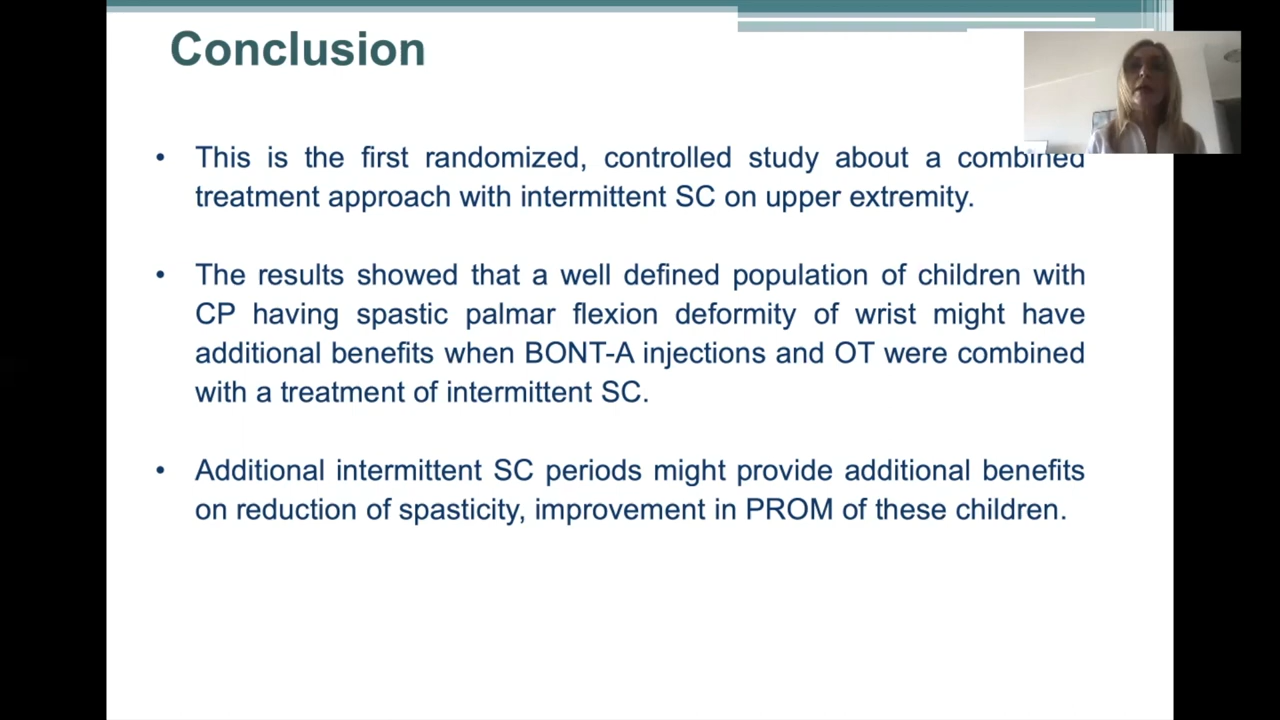 Conclusion
• This is the first randomized, controlled study about a combined
treatment approach with intermittent SC on upper extremity.
• The results showed that a well defined population of children with
CP having spastic palmar flexion deformity of wrist might have
additional benefits when BONT-A injections and OT were combined
with a treatment of intermittent SC.
• Additional intermittent SC periods might provide additional benefits
on reduction of spasticity, improvement in PROM of these children.